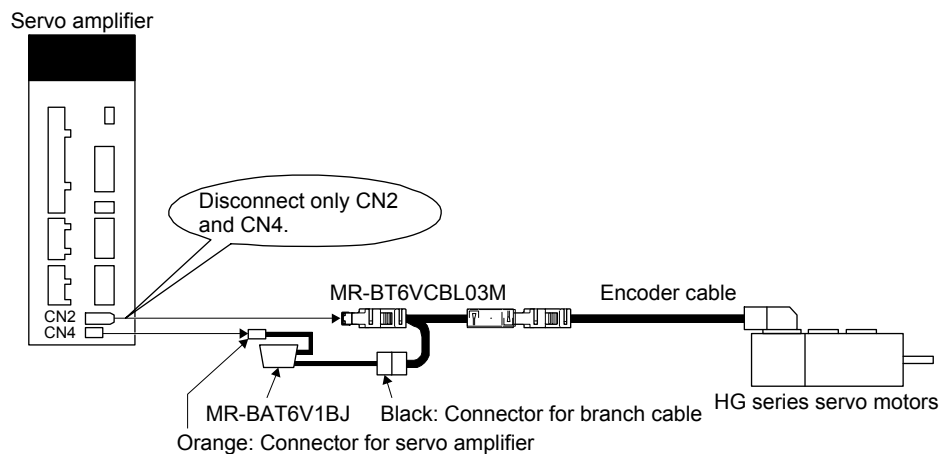 Servo amplifier
Disconnect only CN2
and CN4.
MR-BT6VCBL03M
Encoder cable
CN2
CN4
MR-BAT6V1BJ
Black: Connector for branch cable
HG series servo motors
Orange: Connector for servo amplifier